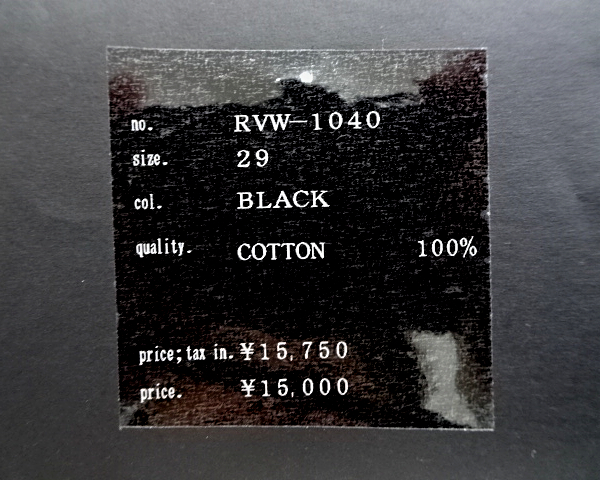 no. RVW-1040
size. 29
col. BLACK
quality. COTTON 100%
price;tax in. ¥15,750
price. ¥15,000